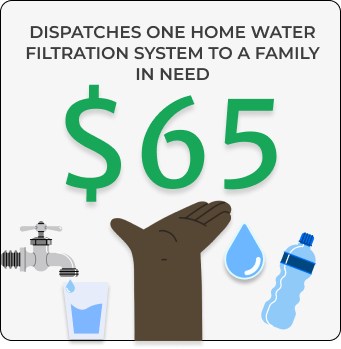 DISPATCHES ONE HOME WATER
FILTRATION SYSTEM TO A FAMILY
IN NEED
$65